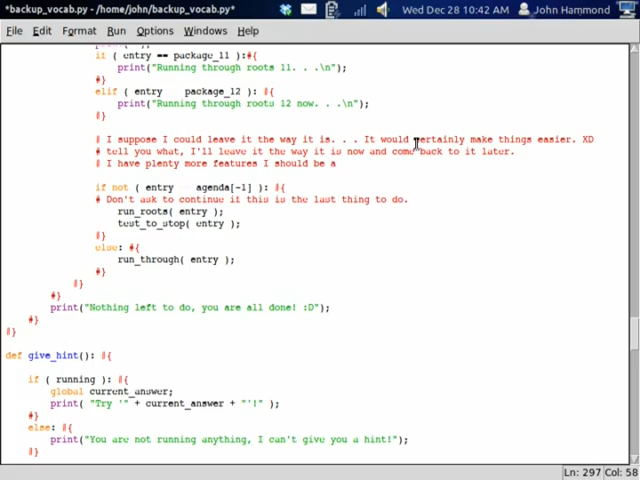 *backup_vocab.py - /home/john/backup_vocab.py*
Wed Dec 28 10:42 AM
John Hammond
File Edit Format Run Options Windows Help
if ( entry == package_11 ):#{
print("Running through roots 11. . .\n");
#}
elif ( entry package_12 ): #{
print("Running through roots 12 now. . .\n");
#}
# I suppose I could leave it the way it is. . . It would certainly make things easier. XD
# tell you what, I'll leave it the way it is now and come back to it later.
# I have plenty more features I should be a
if not ( entry agenda[-1] ): #{
# Don't ask to continue if this is the last thing to do.
run_roots( entry );
test_to_stop( entry );
#}
else: #{
run_through( entry );
#}
#}
#}
print("Nothing left to do, you are all done! :D");
#}
#}
def give_hint(): #{
if ( running ): #{
global current_answer;
print( "Try '" + current_answer + "'!" );
#}
else: #{
print("You are not running anything, I can't give you a hint!");
#}
Ln: 297 Col: 58